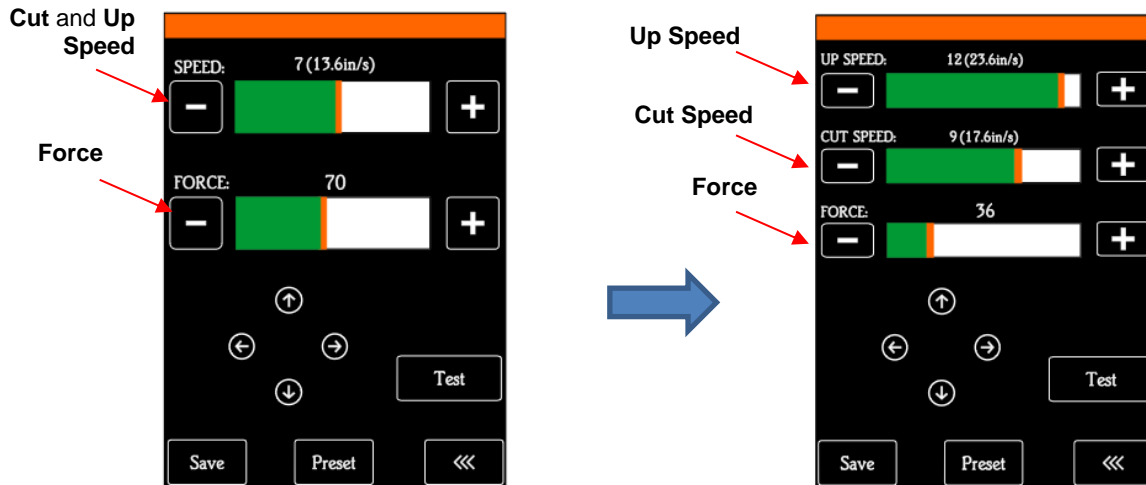 Cut and Up
Speed
Force
SPEED:
7 (13.6in/s)
FORCE:
70
Test
Save
Preset
Up Speed
Cut Speed
Force
UP SPEED:
12 (23.6in/s)
CUT SPEED:
9 (17.6in/s)
FORCE:
36
Test
Save
Preset